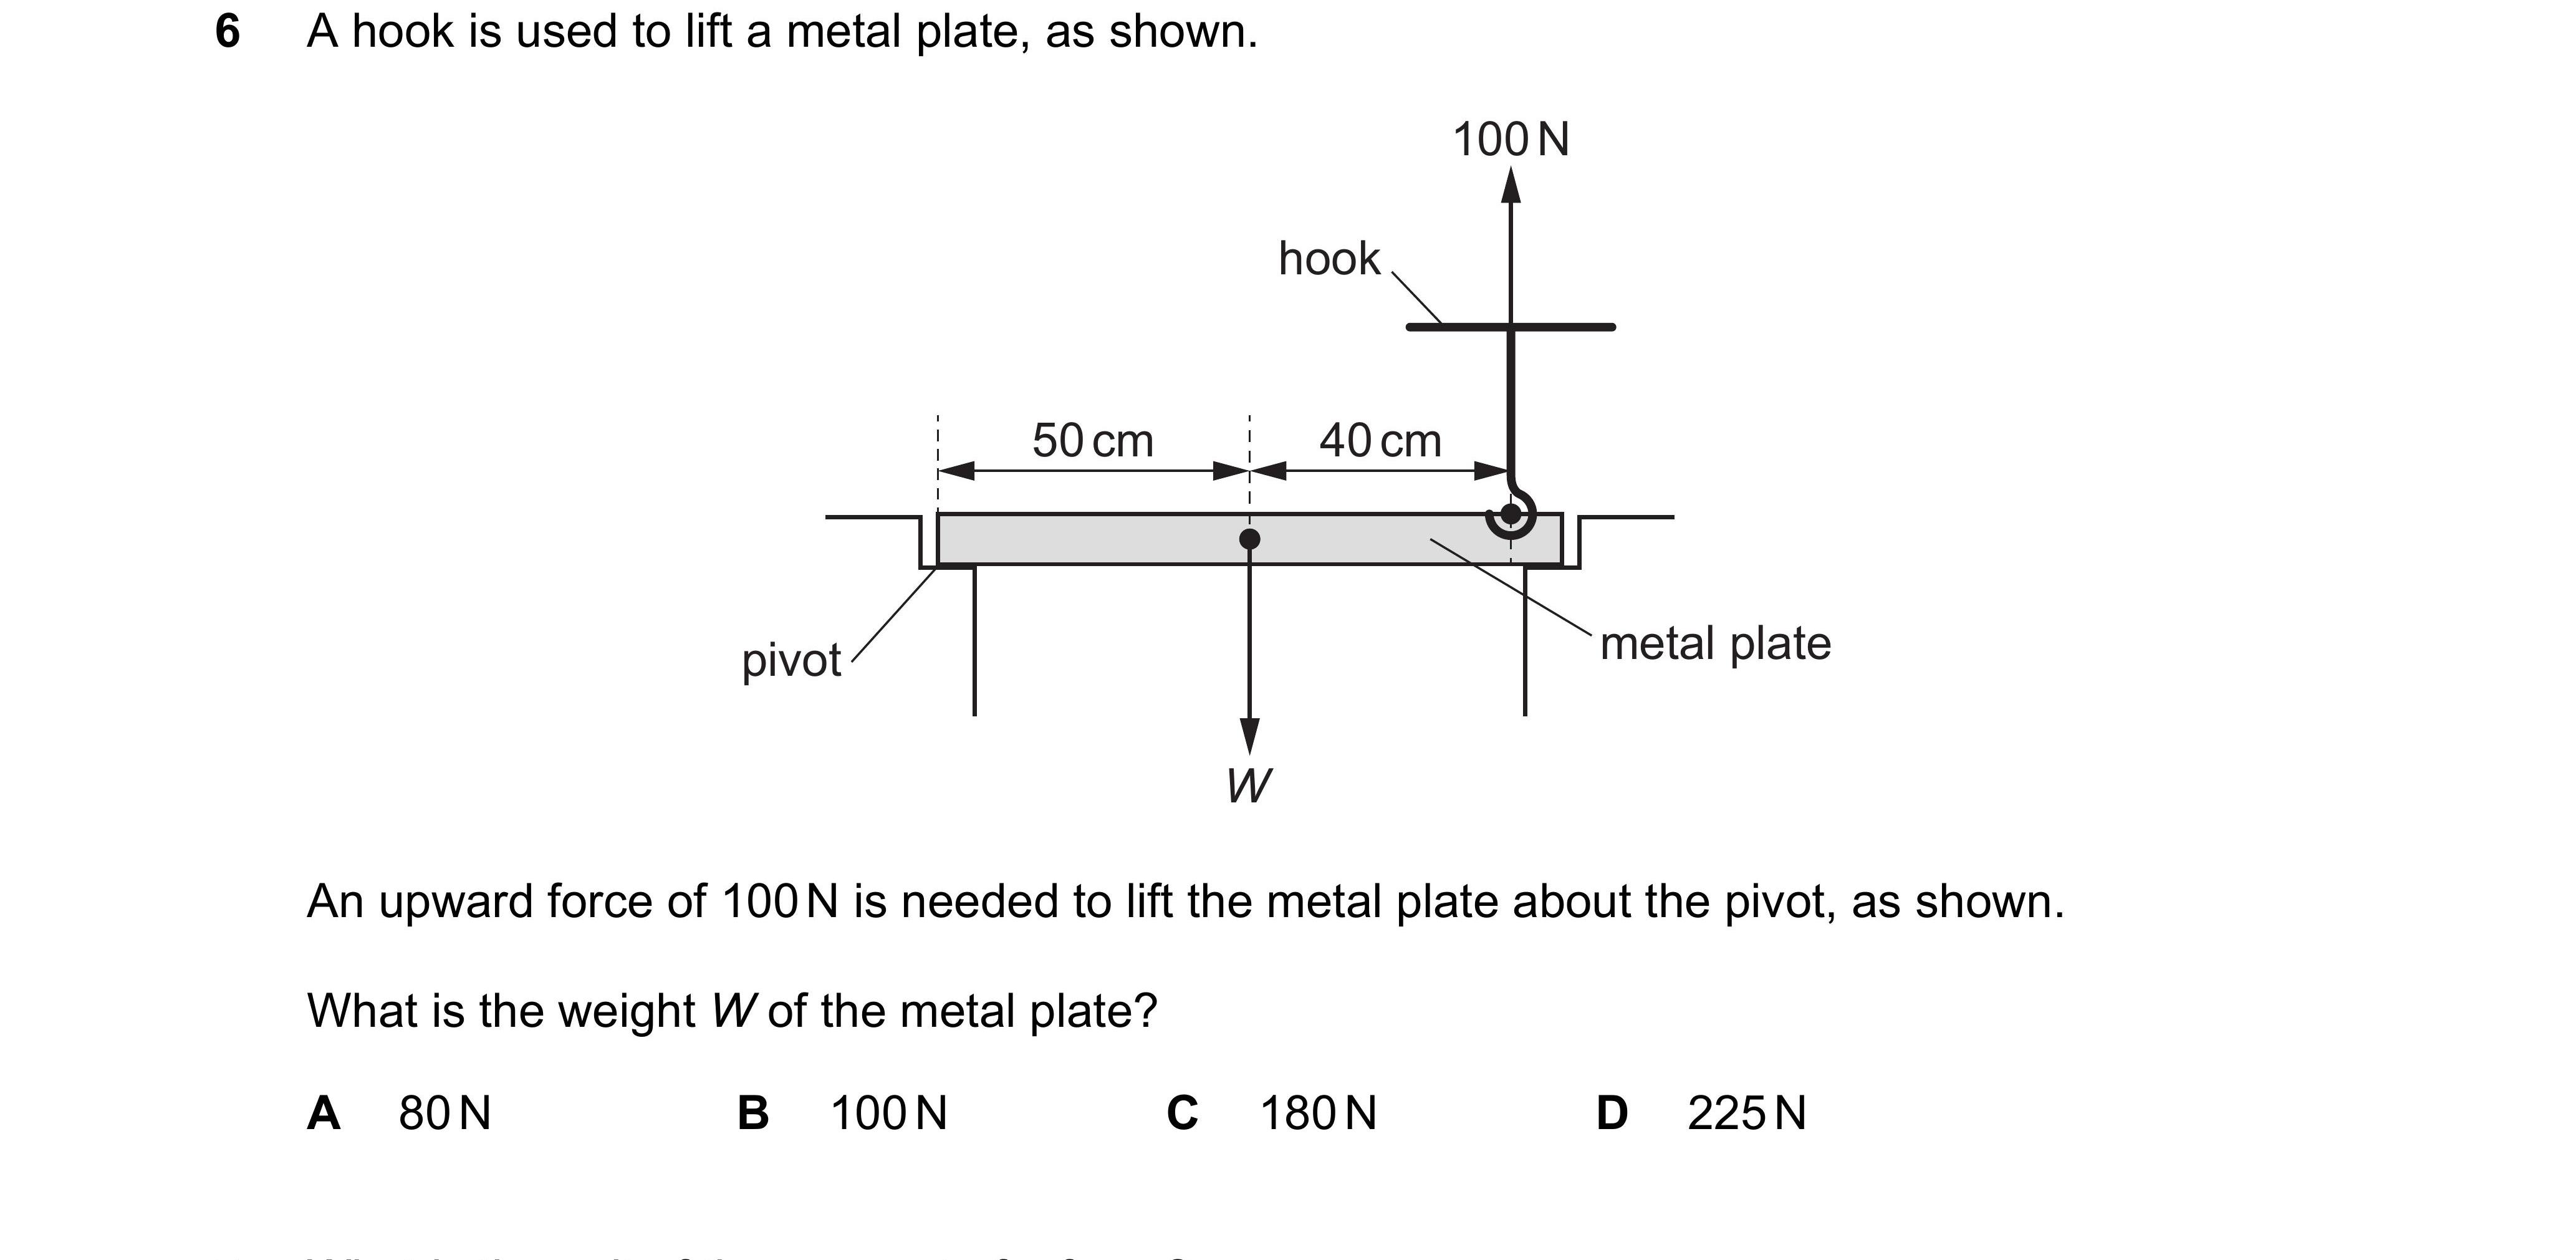 6 A hook is used to lift a metal plate, as shown.
100 N
hook
50 cm 40 cm
pivot
metal plate
W
An upward force of 100 N is needed to lift the metal plate about the pivot, as shown.
What is the weight W of the metal plate?
A 80 N B 100 N C 180 N D 225 N